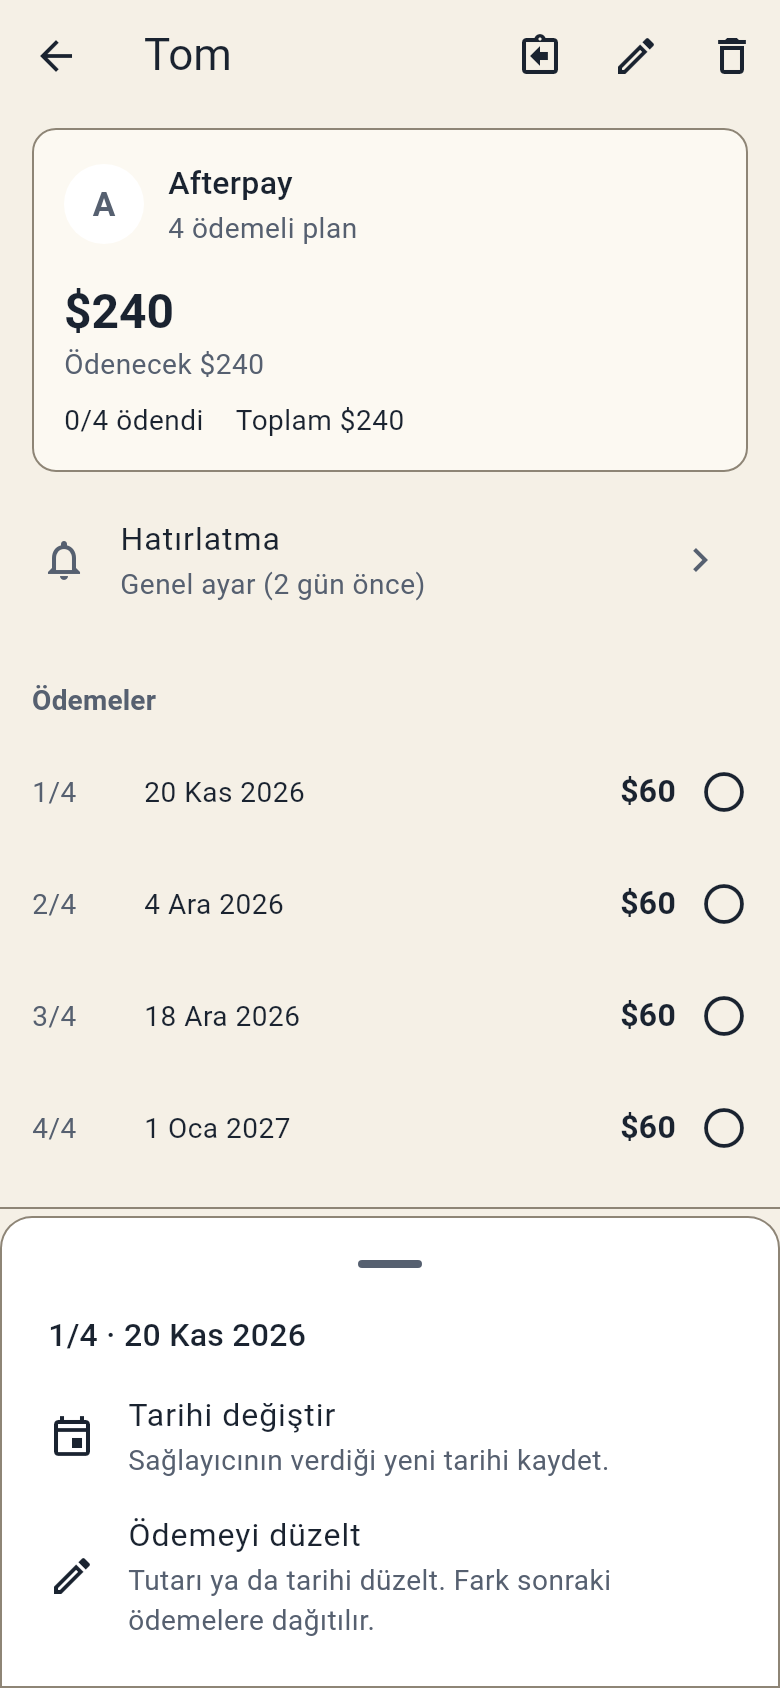 Tom
A
Afterpay
4 ödemeli plan
$240
Ödenecek $240
0/4 ödendi Toplam $240
Hatırlatma
Genel ayar (2 gün önce)
Ödemeler
1/4 20 Kas 2026 $60
2/4 4 Ara 2026 $60
3/4 18 Ara 2026 $60
4/4 1 Oca 2027 $60
1/4 · 20 Kas 2026
Tarihi değiştir
Sağlayıcının verdiği yeni tarihi kaydet.
Ödemeyi düzelt
Tutarı ya da tarihi düzelt. Fark sonraki
ödemelere dağıtılır.